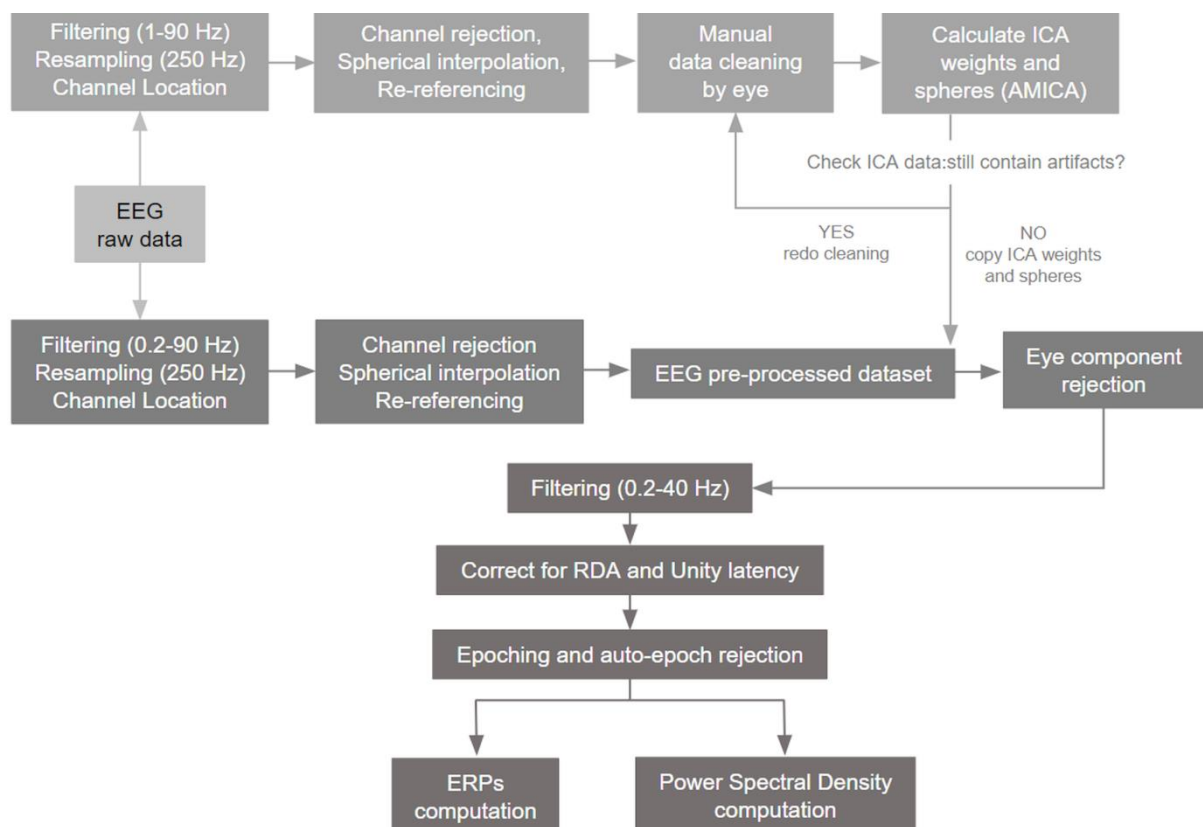 Filtering (1-90 Hz)
Resampling (250 Hz)
Channel Location
Channel rejection,
Spherical interpolation,
Re-referencing
Manual
data cleaning
by eye
Calculate ICA
weights and
spheres (AMICA)
Check ICA data:still contain artifacts?
EEG
raw data
YES
redo cleaning
NO
copy ICA weights
and spheres
Filtering (0.2-90 Hz)
Resampling (250 Hz)
Channel Location
Channel rejection
Spherical interpolation
Re-referencing
EEG pre-processed dataset
Eye component
rejection
Filtering (0.2-40 Hz)
Correct for RDA and Unity latency
Epoching and auto-epoch rejection
ERPs
computation
Power Spectral Density
computation